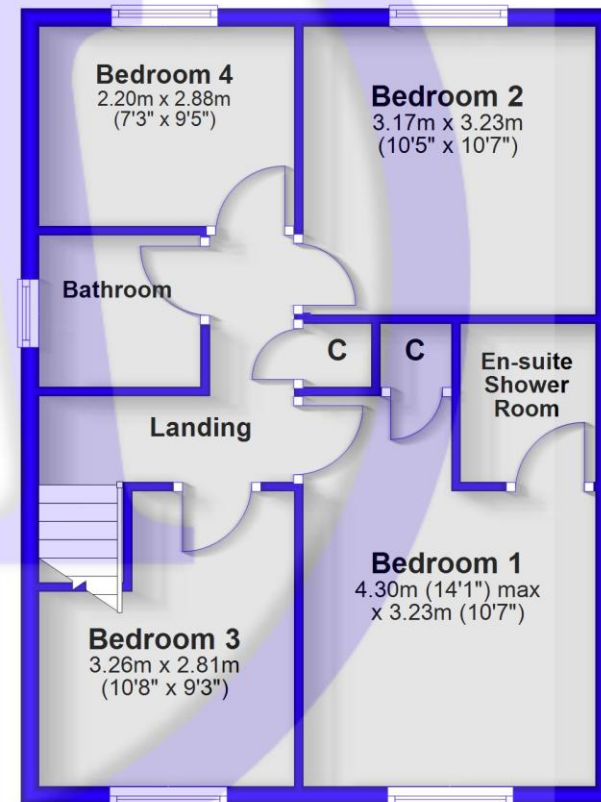 Bedroom 4
2.20m x 2.88m
(7'3" x 9'5")
Bedroom 2
3.17m x 3.23m
(10'5" x 10'7")
Bathroom
C
C
En-suite
Shower
Room
Landing
Bedroom 1
4.30m (14'1") max
x 3.23m (10'7")
Bedroom 3
3.26m x 2.81m
(10'8" x 9'3")